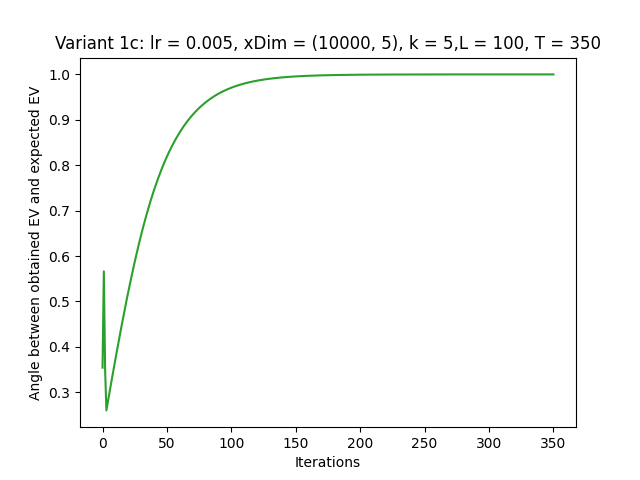 Variant 1c: lr = 0.005, xDim = (10000, 5), k = 5,L = 100, T = 350
Angle between obtained EV and expected EV
1.0
0.9
0.8
0.7
0.6
0.5
0.4
0.3
0 50 100 150 200 250 300 350
Iterations